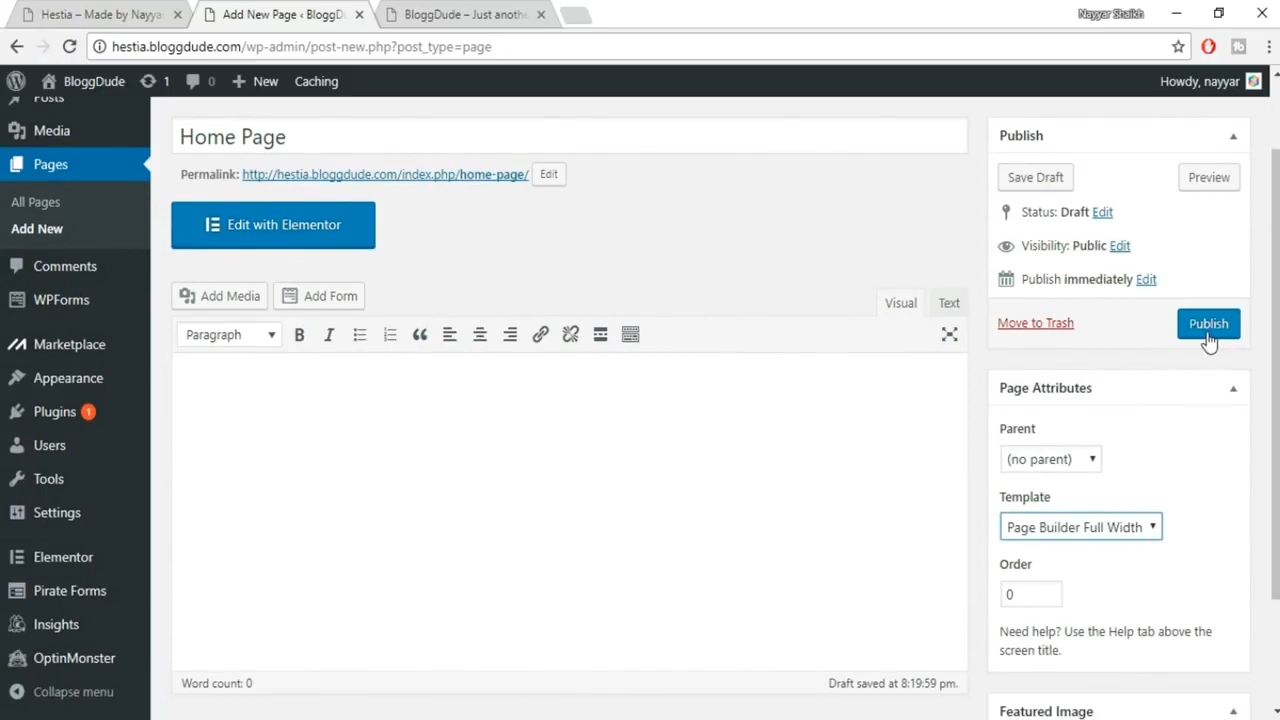 Hestia – Made by Nayya
Add New Page ‹ BloggD
BloggDude – Just anoth
Nayyar Shaikh
hestia.bloggdude.com/wp-admin/post-new.php?post_type=page
BloggDude
1
0
New
Caching
Howdy, nayyar
Posts
Media
Pages
All Pages
Add New
Comments
WPForms
Marketplace
Appearance
Plugins 1
Users
Tools
Settings
Elementor
Pirate Forms
Insights
OptinMonster
Collapse menu
Home Page
Permalink: http://hestia.bloggdude.com/index.php/home-page/ Edit
Edit with Elementor
Add Media
Add Form
Visual
Text
Paragraph
B
I
Word count: 0
Draft saved at 8:19:59 pm.
Publish
Save Draft
Preview
Status: Draft Edit
Visibility: Public Edit
Publish immediately Edit
Move to Trash
Publish
Page Attributes
Parent
(no parent)
Template
Page Builder Full Width
Order
0
Need help? Use the Help tab above the
screen title.
Featured Image